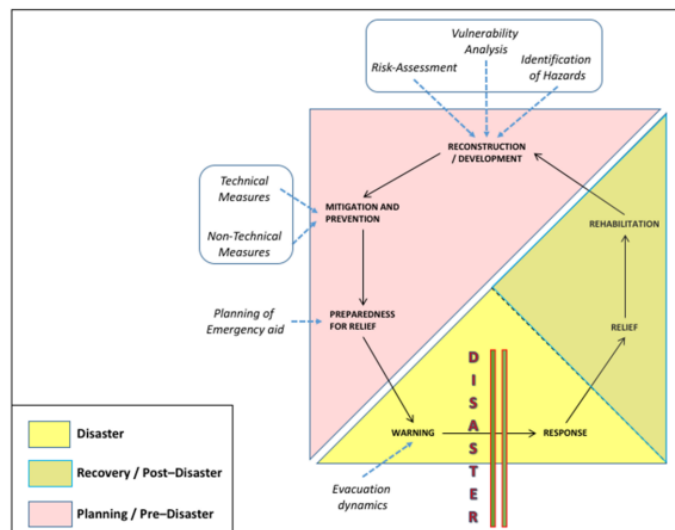 Vulnerability
Analysis
Risk-Assessment
Identification
of Hazards
RECONSTRUCTION
/ DEVELOPMENT
Technical
Measures
MITIGATION AND
PREVENTION
Non-Technical
Measures
REHABILITATION
Planning of
Emergency aid
PREPAREDNESS
FOR RELIEF
RELIEF
DISASTER
WARNING
RESPONSE
Evacuation
dynamics
Disaster
Recovery / Post–Disaster
Planning / Pre–Disaster